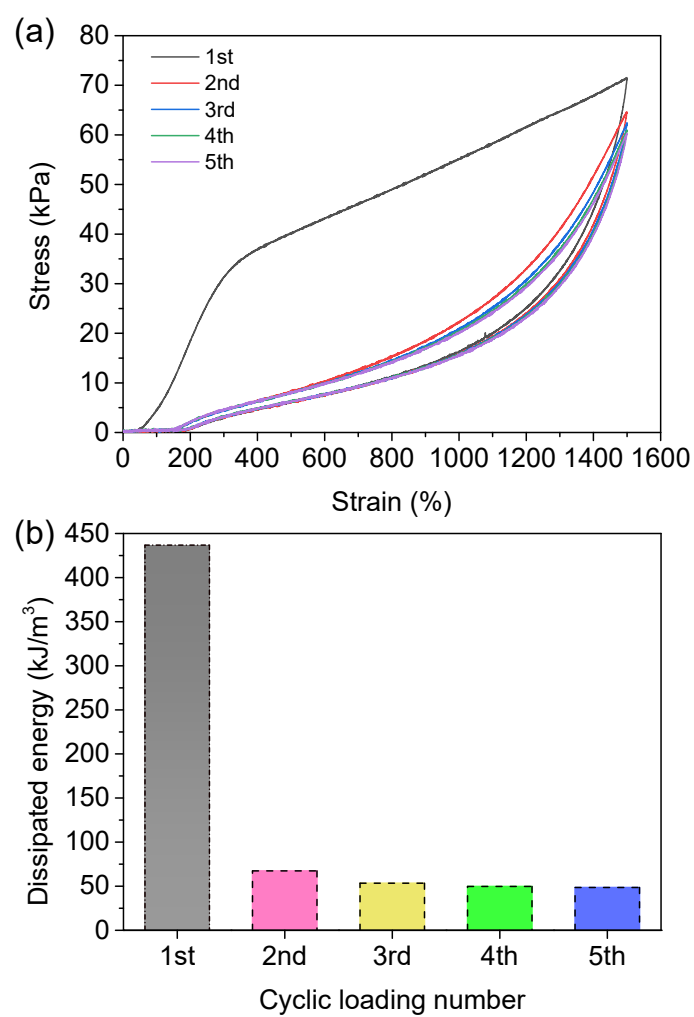 (a)
80
70
60
50
40
30
20
10
0
Stress (kPa)
1st
2nd
3rd
4th
5th
0 200 400 600 800 1000 1200 1400 1600
Strain (%)
(b)
450
400
350
300
250
200
150
100
50
0
Dissipated energy (kJ/m³)
1st 2nd 3rd 4th 5th
Cyclic loading number